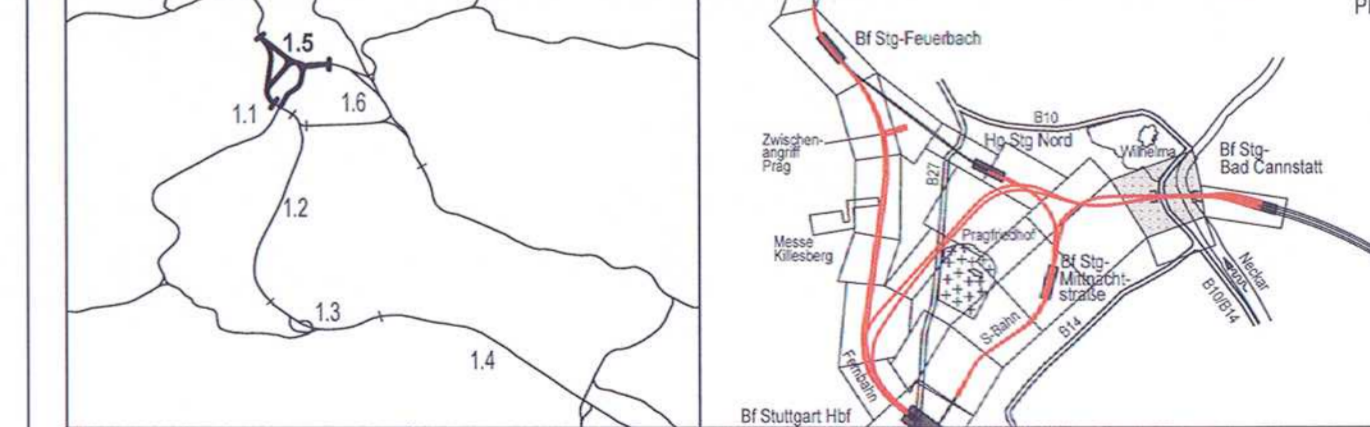 1.5
1.1
1.6
1.2
1.3
1.4
Bf Stg-Feuerbach
B10
Zwischen-
angriff
Prag
Hp Stg Nord
Wilhelma
Bf Stg-
Bad Cannstatt
B27
Messe
Killesberg
Pragfriedhof
Bf Stg-
Mittnacht-
straße
Neckar
B10/B14
S-Bahn
B14
Fernbahn
Bf Stuttgart Hbf